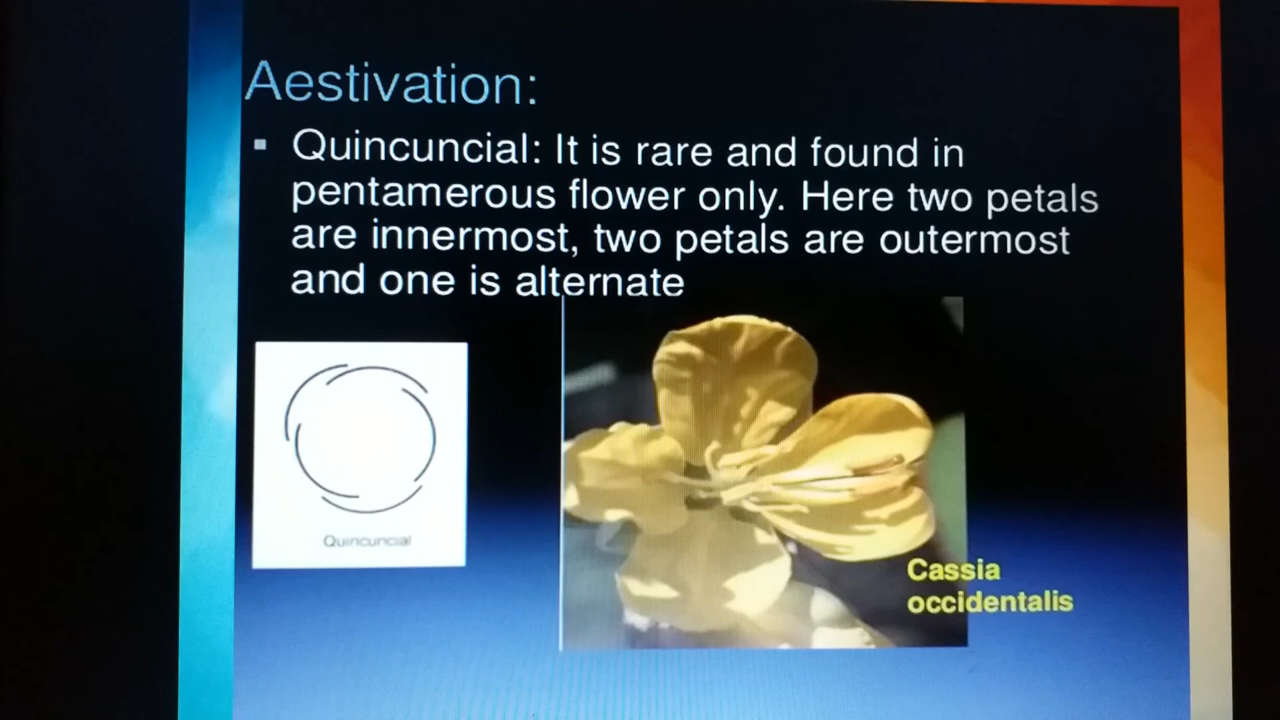 Aestivation:
▪ Quincuncial: It is rare and found in
pentamerous flower only. Here two petals
are innermost, two petals are outermost
and one is alternate
Quincuncial
Cassia
occidentalis